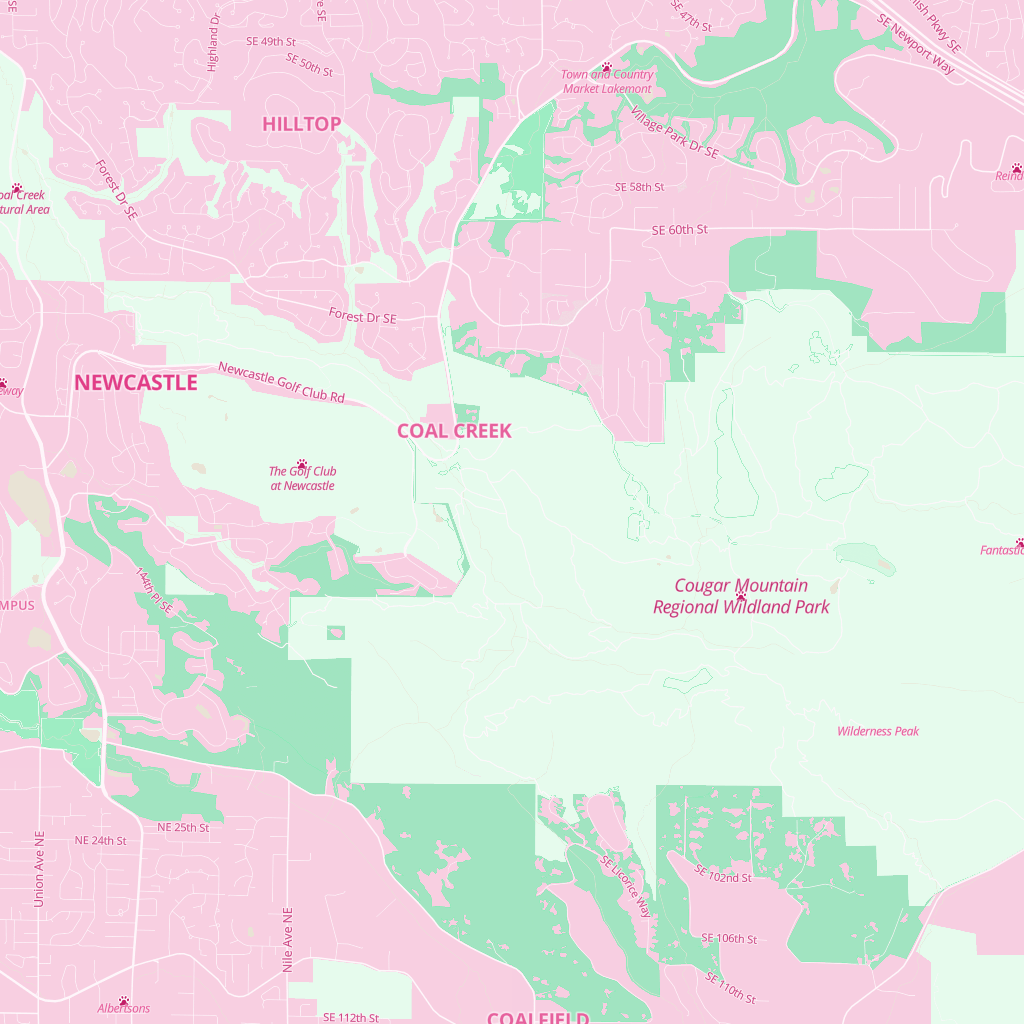 SE 47th St
SE Newport Way
Pkwy SE
Highland Dr
SE 49th St
SE 50th St
Town and Country
Market Lakemont
HILLTOP
Village Park Dr SE
Forest Dr SE
SE 58th St
SE 60th St
Forest Dr SE
NEWCASTLE
Newcastle Golf Club Rd
COAL CREEK
The Golf Club
at Newcastle
144th Pl SE
Cougar Mountain
Regional Wildland Park
Wilderness Peak
NE 25th St
NE 24th St
Union Ave NE
SE Licorice Way
SE 102nd St
SE 106th St
Nile Ave NE
SE 110th St
Albertsons
SE 112th St
COALFIELD